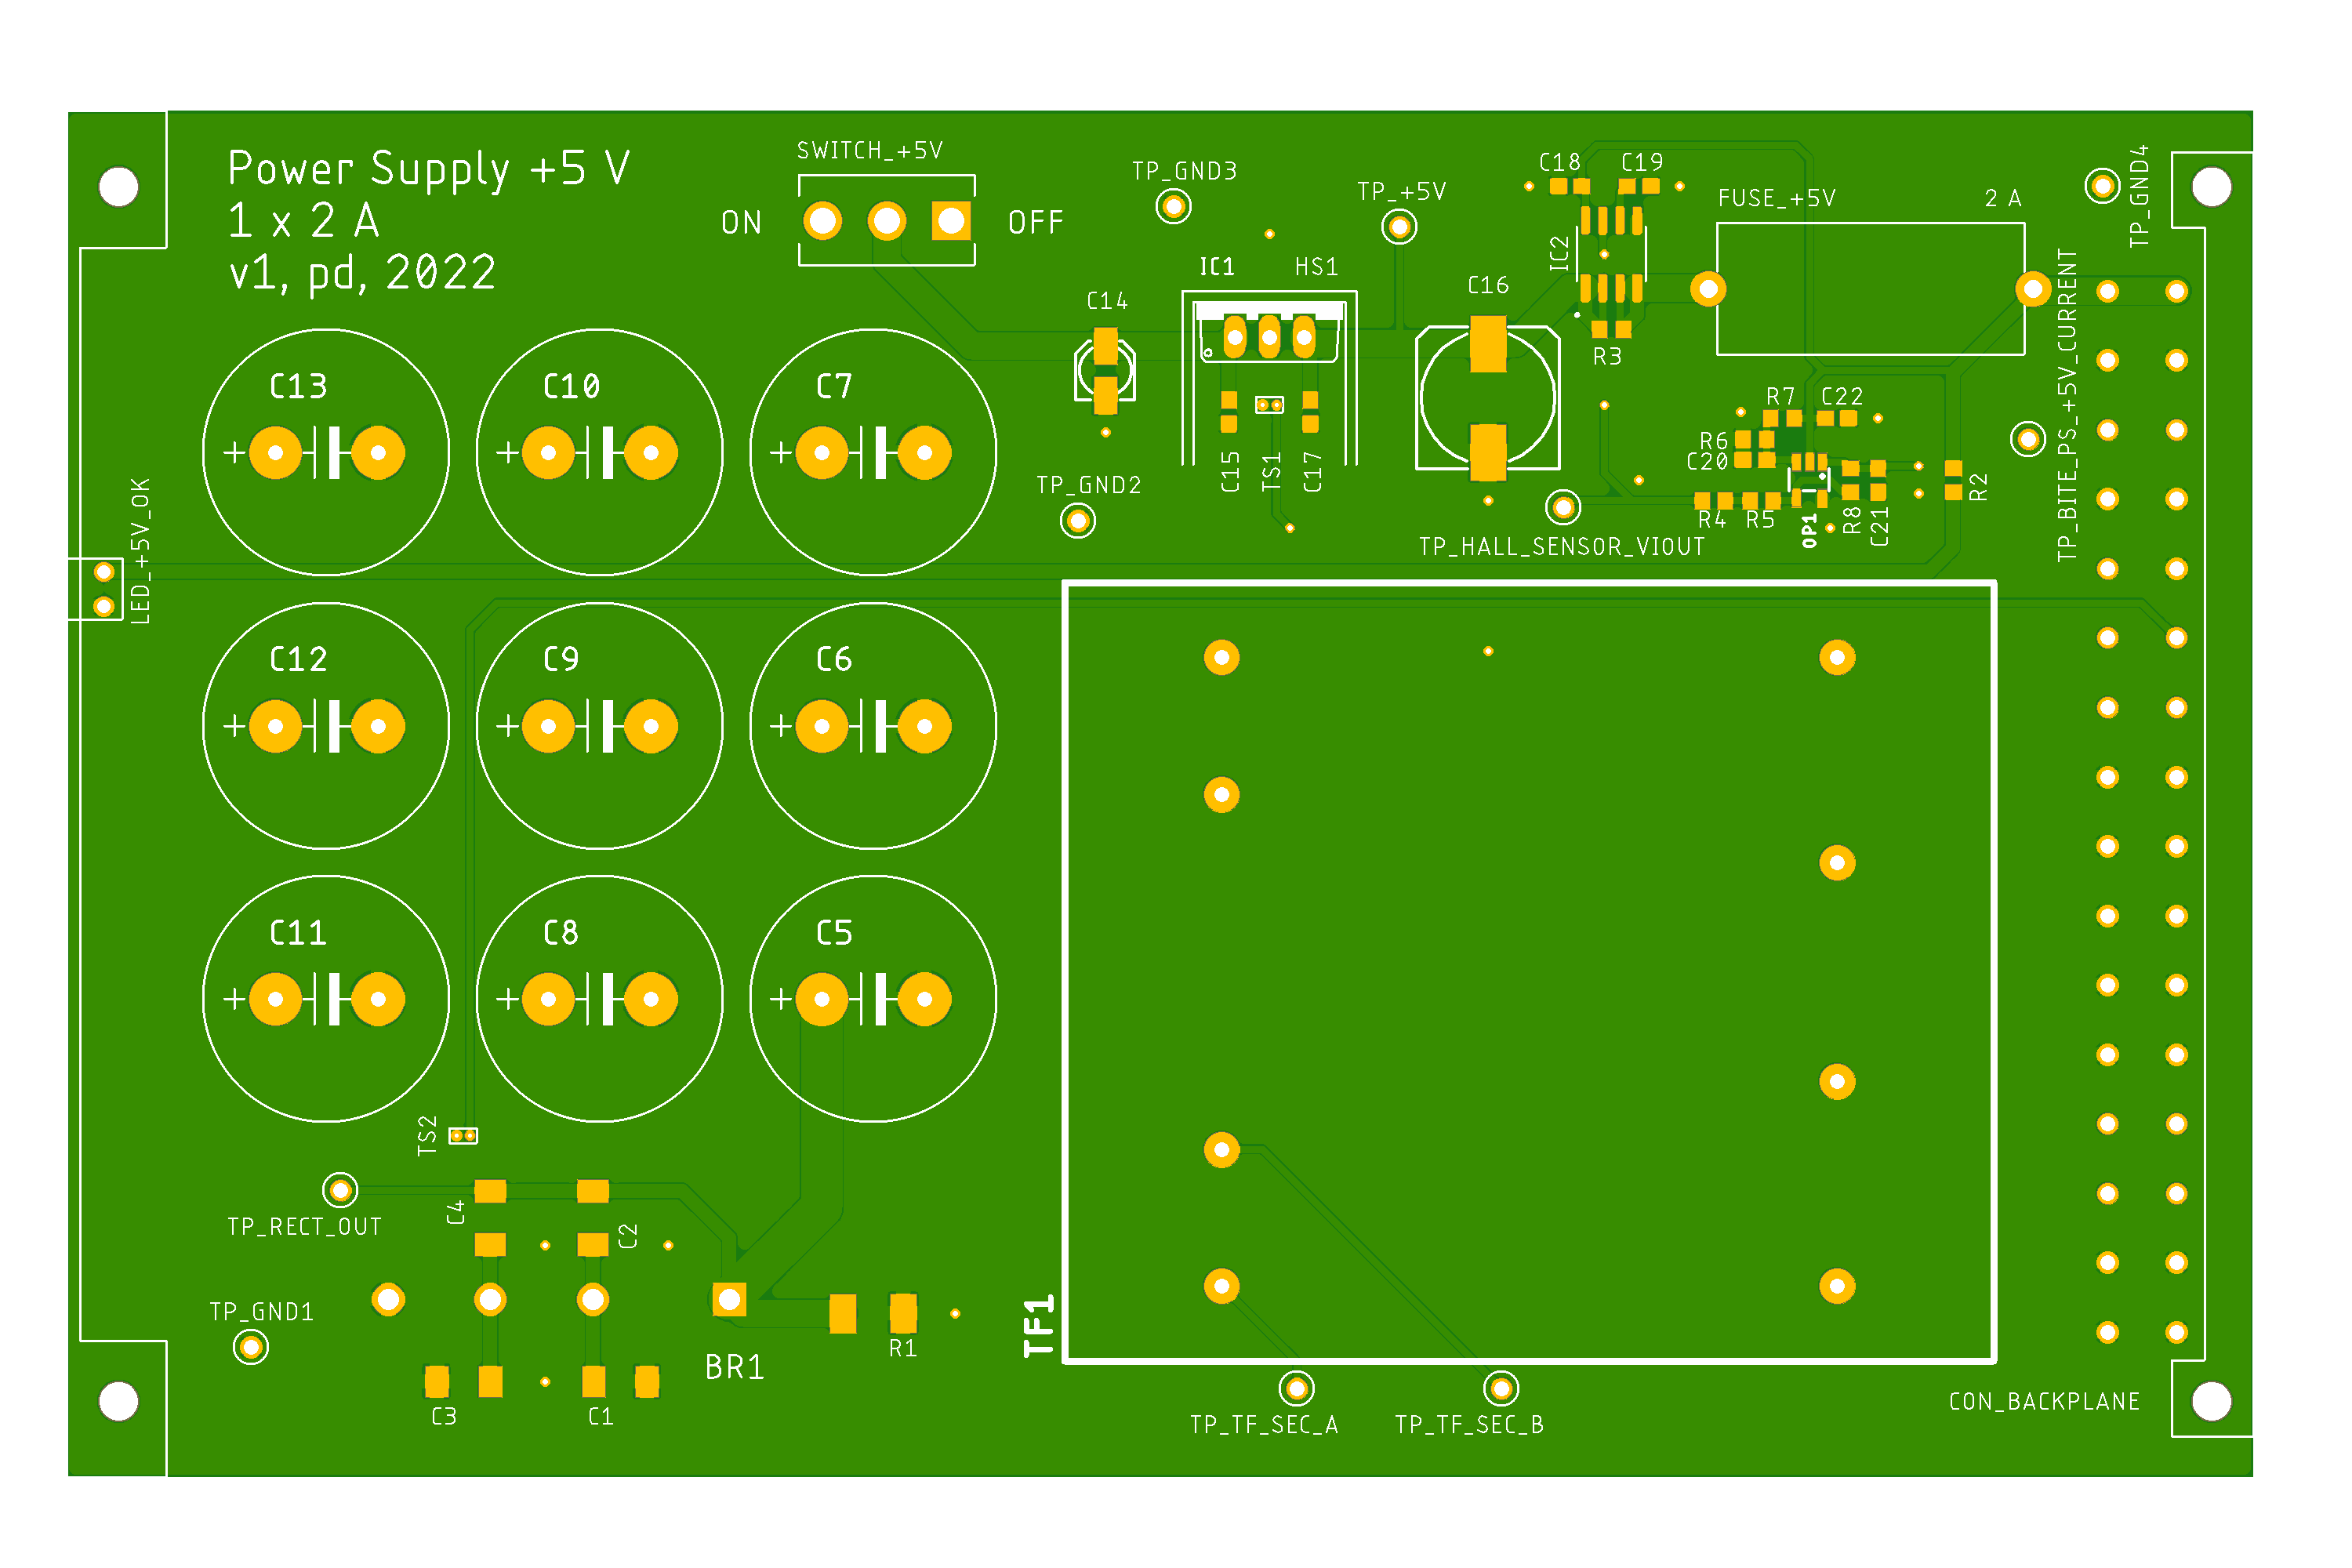 Power Supply +5 V
1 x 2 A
v1, pd, 2022
SWITCH_+5V
ON
OFF
TP_GND3
TP_+5V
C18
C19
FUSE_+5V
2 A
TP_GND4
IC2
IC1
HS1
C14
C16
R3
TP_BITE_PS_+5V_CURRENT
C13
C10
C7
R7
C22
R6
C20
C15
TS1
C17
TP_GND2
R4
R5
OP1
R8
C21
R2
TP_HALL_SENSOR_VIOUT
LED_+5V_OK
C12
C9
C6
C11
C8
C5
TS2
C4
C2
TP_RECT_OUT
TP_GND1
R1
BR1
TF1
C3
C1
TP_TF_SEC_A
TP_TF_SEC_B
CON_BACKPLANE